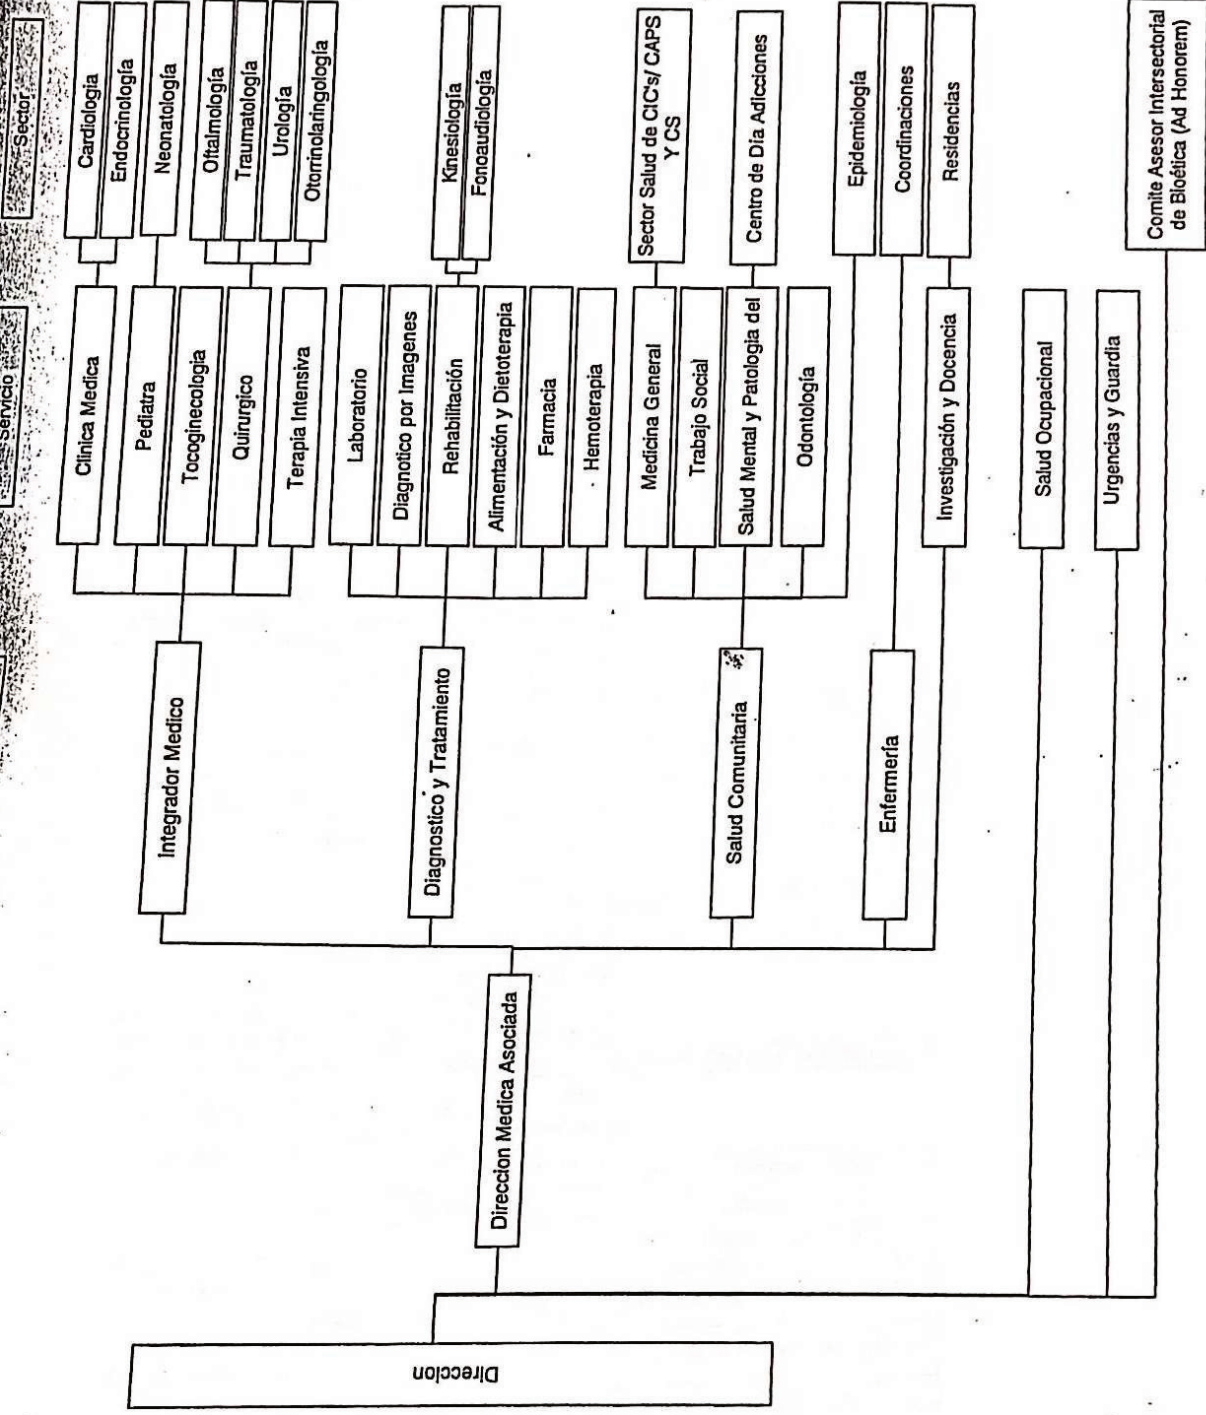 Servicio
Sector
Direccion
Direccion Medica Asociada
Integrador Medico
Clinica Medica
Cardiologia
Endocrinología
Pediatra
Neonatología
Tocoginecologia
Quirurgico
Oftalmología
Traumatología
Urología
Otorrinolaringología
Terapia Intensiva
Diagnostico y Tratamiento
Laboratorio
Diagnotico por Imagenes
Rehabilitación
Kinesiología
Fonoaudiología
Alimentación y Dietoterapia
Farmacia
Hemoterapia
Salud Comunitaria
Medicina General
Sector Salud de CIC's/ CAPS
Y CS
Trabajo Social
Salud Mental y Patología del
Centro de Día Adicciones
Odontología
Epidemiología
Enfermería
Coordinaciones
Investigación y Docencia
Residencias
Salud Ocupacional
Urgencias y Guardia
Comite Asesor Intersectorial
de Bioética (Ad Honorem)